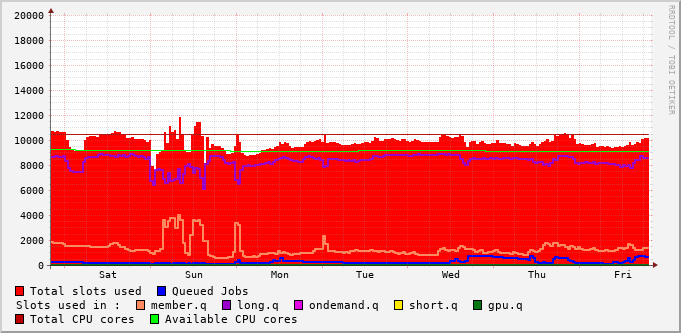 RRDTOOL / TOBI OETIKER
20000
18000
16000
14000
12000
10000
8000
6000
4000
2000
0
Sat Sun Mon Tue Wed Thu Fri
Total slots used Queued Jobs
Slots used in : member.q long.q ondemand.q short.q gpu.q
Total CPU cores Available CPU cores